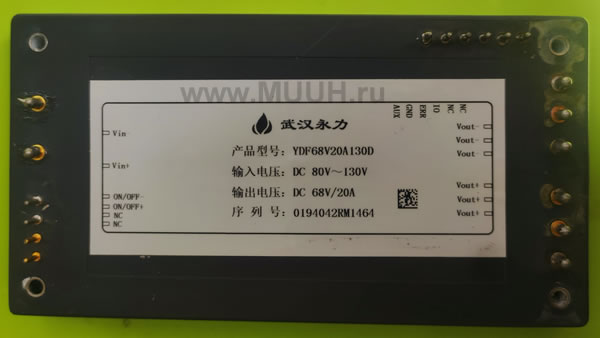 www.MUUH.ru
AUX
GND
ERR
IO
NC
NC
武汉永力
产品型号: YDF68V20A130D
输入电压: DC 80V~130V
输出电压: DC 68V/20A
序 列 号: 0194042RM1464
Vin-
Vin+
ON/OFF-
ON/OFF+
NC
NC
Vout-
Vout-
Vout+
Vout+
Vout+